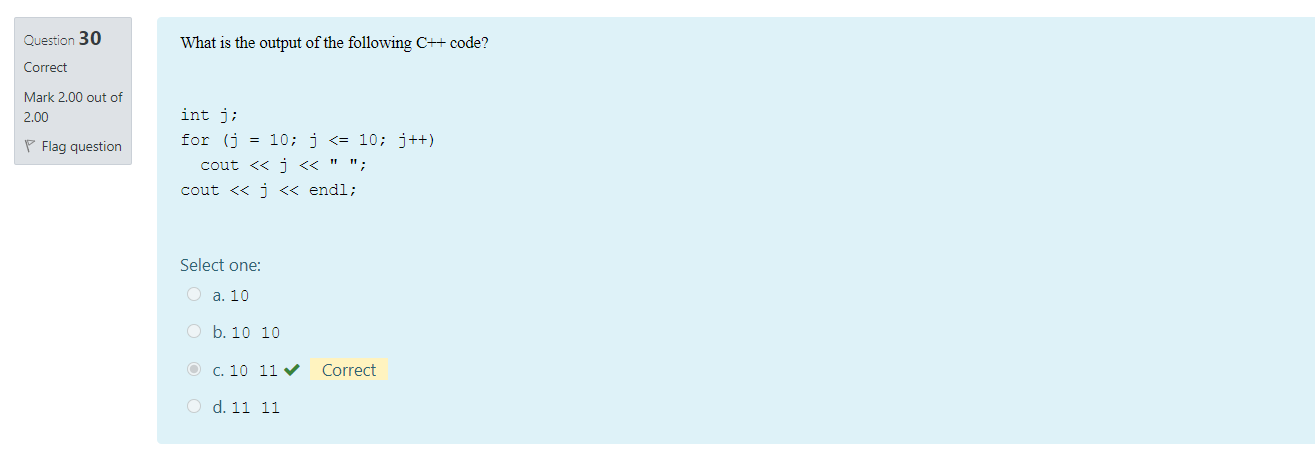 Question 30
Correct
Mark 2.00 out of
2.00
Flag question
What is the output of the following C++ code?
int j;
for (j = 10; j <= 10; j++)
  cout << j << " ";
cout << j << endl;
Select one:
a. 10
b. 10 10
c. 10 11 ✔ Correct
d. 11 11